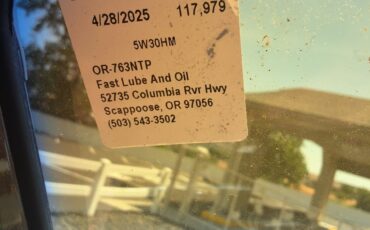 4/28/2025 117,979
5W30HM
OR-763NTP
Fast Lube And Oil
52735 Columbia Rvr Hwy
Scappoose, OR 97056
(503) 543-3502